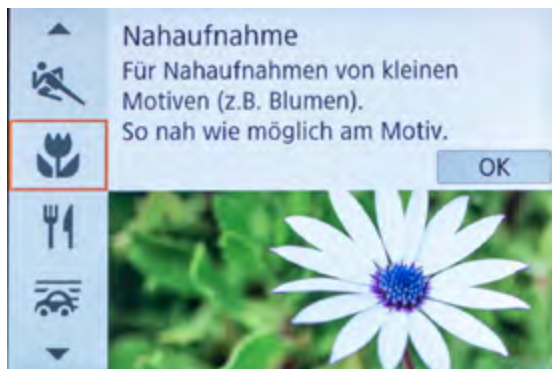 Nahaufnahme
Für Nahaufnahmen von kleinen
Motiven (z.B. Blumen).
So nah wie möglich am Motiv.
OK